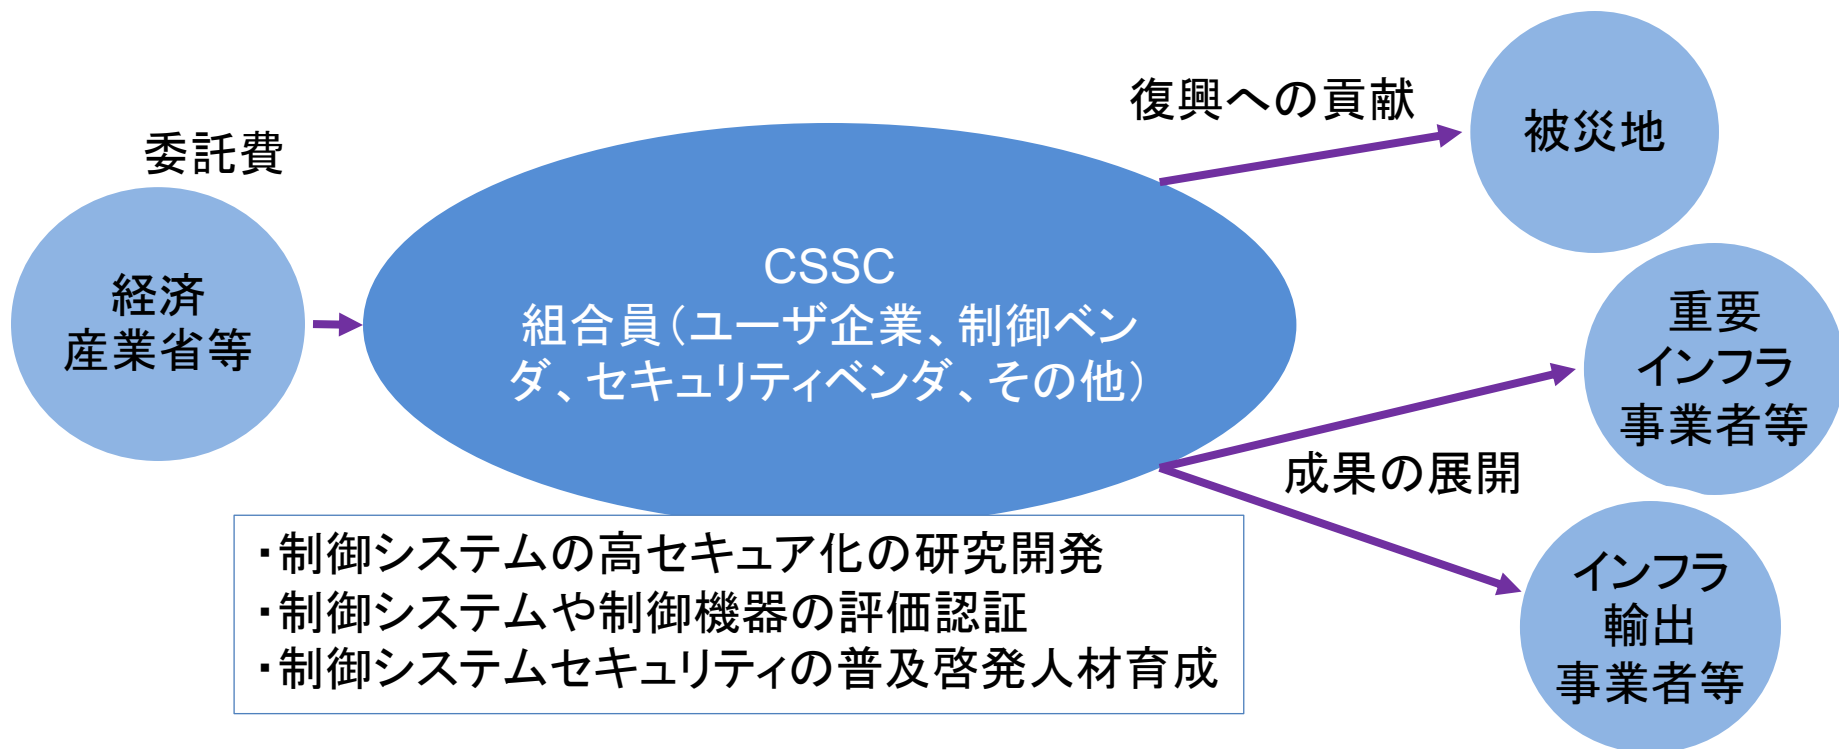 委託費
経済
産業省等
CSSC
組合員(ユーザ企業、制御ベン
ダ、セキュリティベンダ、その他)
・制御システムの高セキュア化の研究開発
・制御システムや制御機器の評価認証
・制御システムセキュリティの普及啓発人材育成
復興への貢献
被災地
成果の展開
重要
インフラ
事業者等
インフラ
輸出
事業者等